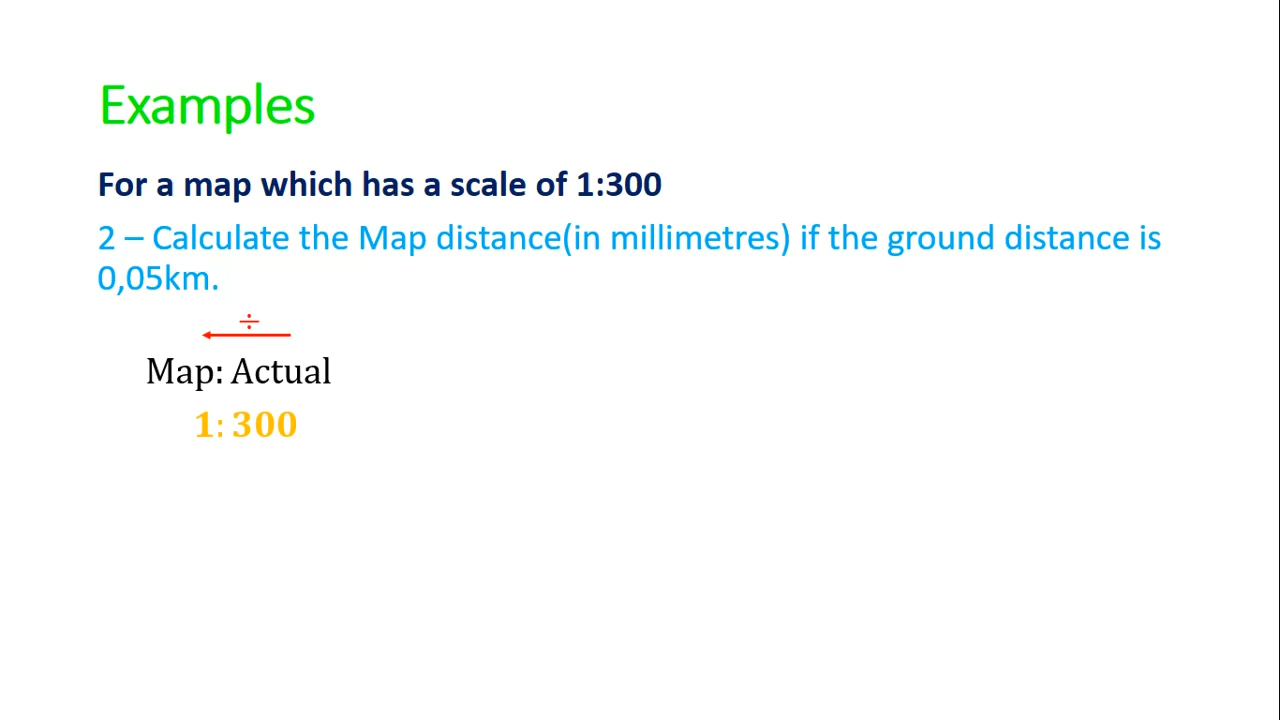 Examples
For a map which has a scale of 1:300
2 – Calculate the Map distance(in millimetres) if the ground distance is
0,05km.
÷
Map: Actual
1: 300